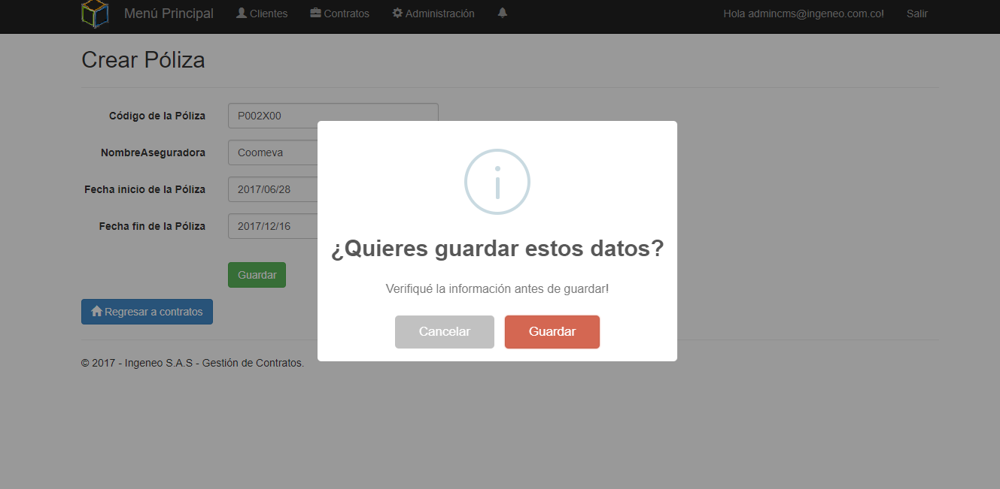 Menú Principal Clientes Contratos Administración Hola admincms@ingeneo.com.co! Salir
Crear Póliza
Código de la Póliza P002X00
NombreAseguradora Coomeva
Fecha inicio de la Póliza 2017/06/28
Fecha fin de la Póliza 2017/12/16
Guardar
Regresar a contratos
© 2017 - Ingeneo S.A.S - Gestión de Contratos.
¿Quieres guardar estos datos?
Verifiqué la información antes de guardar!
Cancelar Guardar